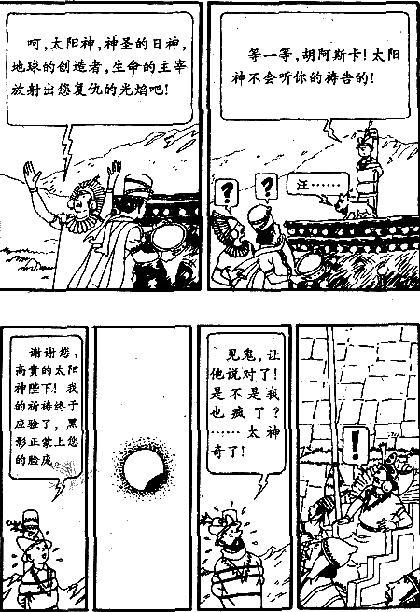 呵,太阳神,神圣的日神,
地球的创造者,生命的主宰
放射出您复仇的光焰吧!
等一等,胡阿斯卡!太阳
神不会听你的祷告的!
?
?
汪……
谢谢您,
高贵的太阳
神陛下!我
的祈祷终于
应验了,黑
影正蒙上您
的脸庞
见鬼,让
他说对了!
是不是我
也疯了?
……太神
奇了!
!